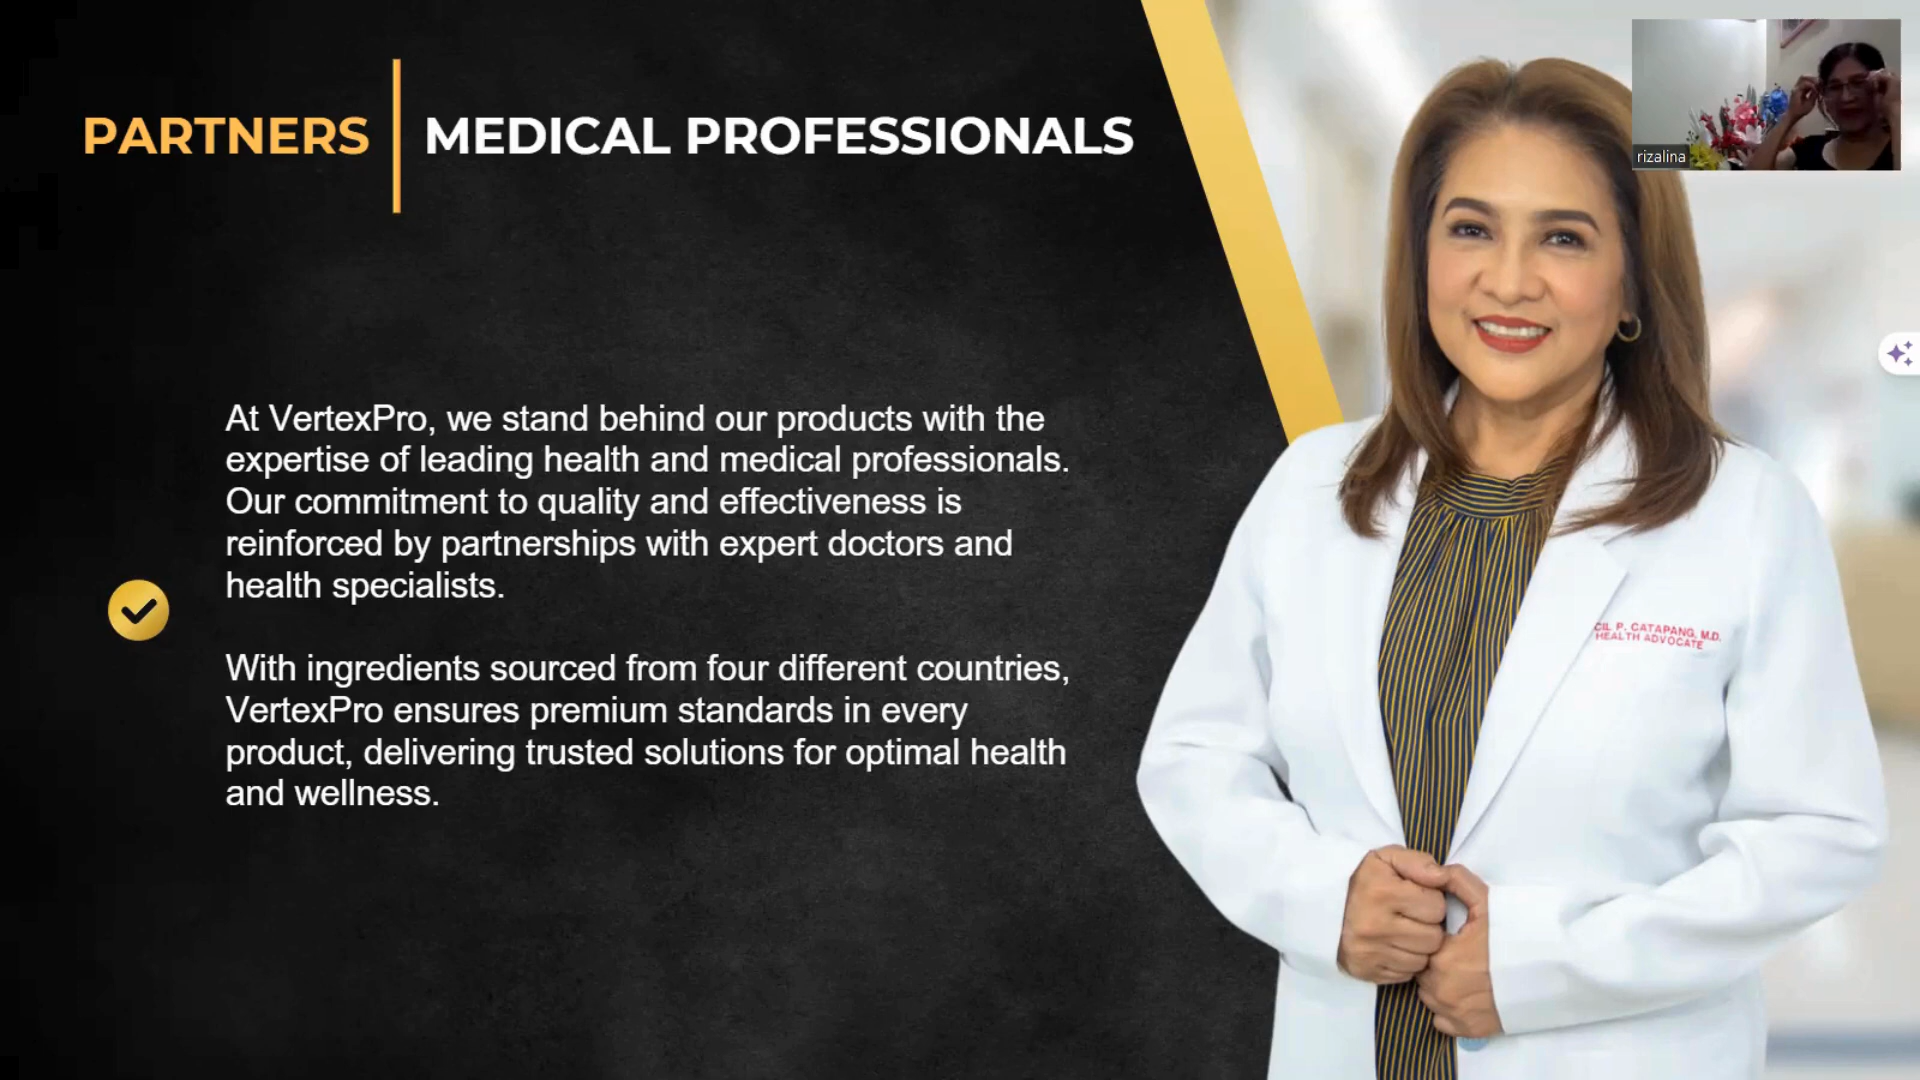 PARTNERS
MEDICAL PROFESSIONALS
rizalina
At VertexPro, we stand behind our products with the
expertise of leading health and medical professionals.
Our commitment to quality and effectiveness is
reinforced by partnerships with expert doctors and
health specialists.
With ingredients sourced from four different countries,
VertexPro ensures premium standards in every
product, delivering trusted solutions for optimal health
and wellness.
CIL P. CATAPANG, M.D.
HEALTH ADVOCATE